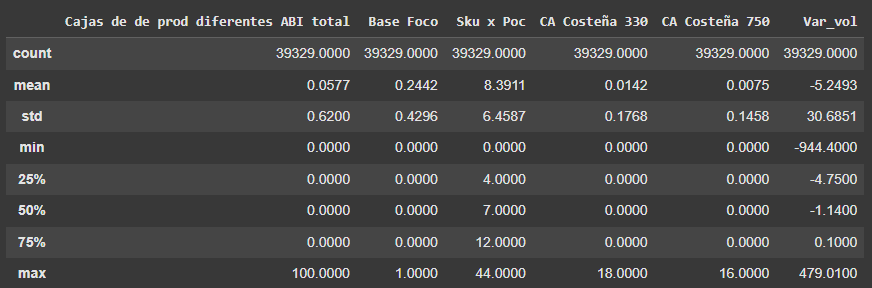 Cajas de de prod diferentes ABI total Base Foco Sku x Poc CA Costeña 330 CA Costeña 750 Var_vol
count 39329.0000 39329.0000 39329.0000 39329.0000 39329.0000 39329.0000
mean 0.0577 0.2442 8.3911 0.0142 0.0075 -5.2493
std 0.6200 0.4296 6.4587 0.1768 0.1458 30.6851
min 0.0000 0.0000 0.0000 0.0000 0.0000 -944.4000
25% 0.0000 0.0000 4.0000 0.0000 0.0000 -4.7500
50% 0.0000 0.0000 7.0000 0.0000 0.0000 -1.1400
75% 0.0000 0.0000 12.0000 0.0000 0.0000 0.1000
max 100.0000 1.0000 44.0000 18.0000 16.0000 479.0100